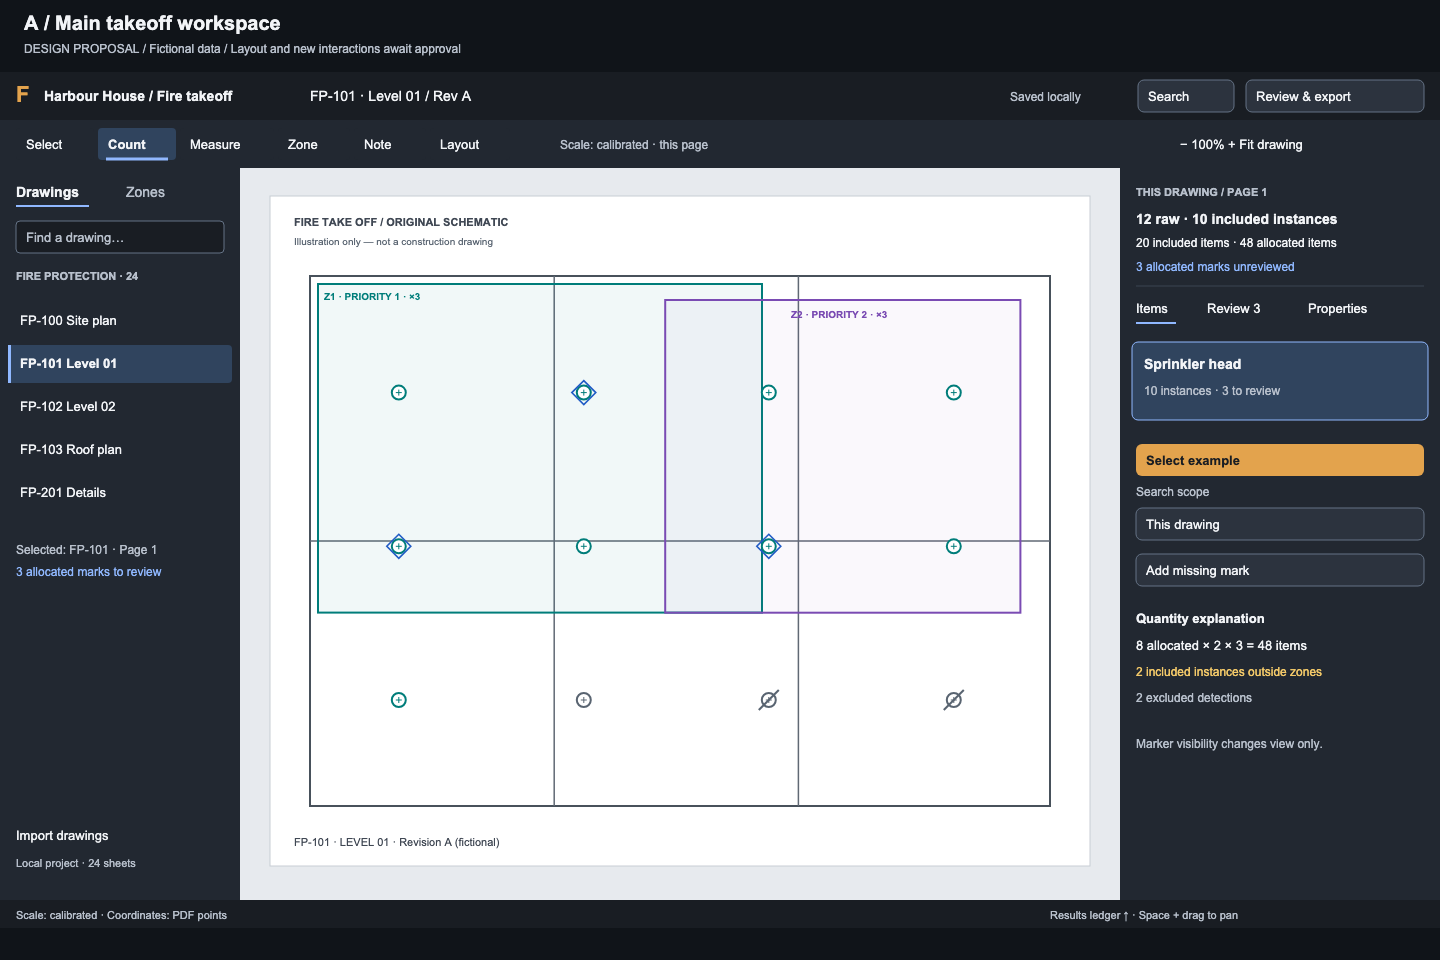 A / Main takeoff workspace
DESIGN PROPOSAL / Fictional data / Layout and new interactions await approval
F Harbour House / Fire takeoff FP-101 · Level 01 / Rev A Saved locally Search Review & export
Select Count Measure Zone Note Layout Scale: calibrated · this page − 100% + Fit drawing
Drawings Zones
Find a drawing…
FIRE PROTECTION · 24
FP-100 Site plan
FP-101 Level 01
FP-102 Level 02
FP-103 Roof plan
FP-201 Details
Selected: FP-101 · Page 1
3 allocated marks to review
Import drawings
Local project · 24 sheets
FIRE TAKE OFF / ORIGINAL SCHEMATIC
Illustration only — not a construction drawing
Z1 · PRIORITY 1 · ×3
Z2 · PRIORITY 2 · ×3
FP-101 · LEVEL 01 · Revision A (fictional)
THIS DRAWING / PAGE 1
12 raw · 10 included instances
20 included items · 48 allocated items
3 allocated marks unreviewed
Items Review 3 Properties
Sprinkler head
10 instances · 3 to review
Select example
Search scope
This drawing
Add missing mark
Quantity explanation
8 allocated × 2 × 3 = 48 items
2 included instances outside zones
2 excluded detections
Marker visibility changes view only.
Scale: calibrated · Coordinates: PDF points
Results ledger ↑ · Space + drag to pan